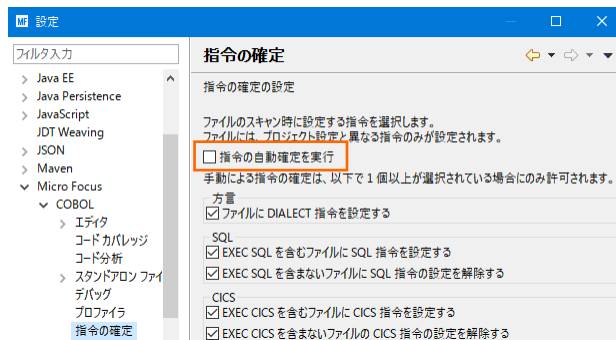 MF 設定
フィルタ入力
Java EE
Java Persistence
JavaScript
JDT Weaving
JSON
Maven
Micro Focus
COBOL
エディタ
コード カバレッジ
コード分析
スタンドアロン ファイ
デバッグ
プロファイラ
指令の確定
指令の確定
指令の確定の設定
ファイルのスキャン時に設定する指令を選択します。
ファイルには、プロジェクト設定と異なる指令のみが設定されます。
指令の自動確定を実行
手動による指令の確定は、以下で 1 個以上が選択されている場合にのみ許可されます。
方言
ファイルに DIALECT 指令を設定する
SQL
EXEC SQL を含むファイルに SQL 指令を設定する
EXEC SQL を含まないファイルに SQL 指令の設定を解除する
CICS
EXEC CICS を含むファイルに CICS 指令を設定する
EXEC CICS を含まないファイルの CICS 指令の設定を解除する